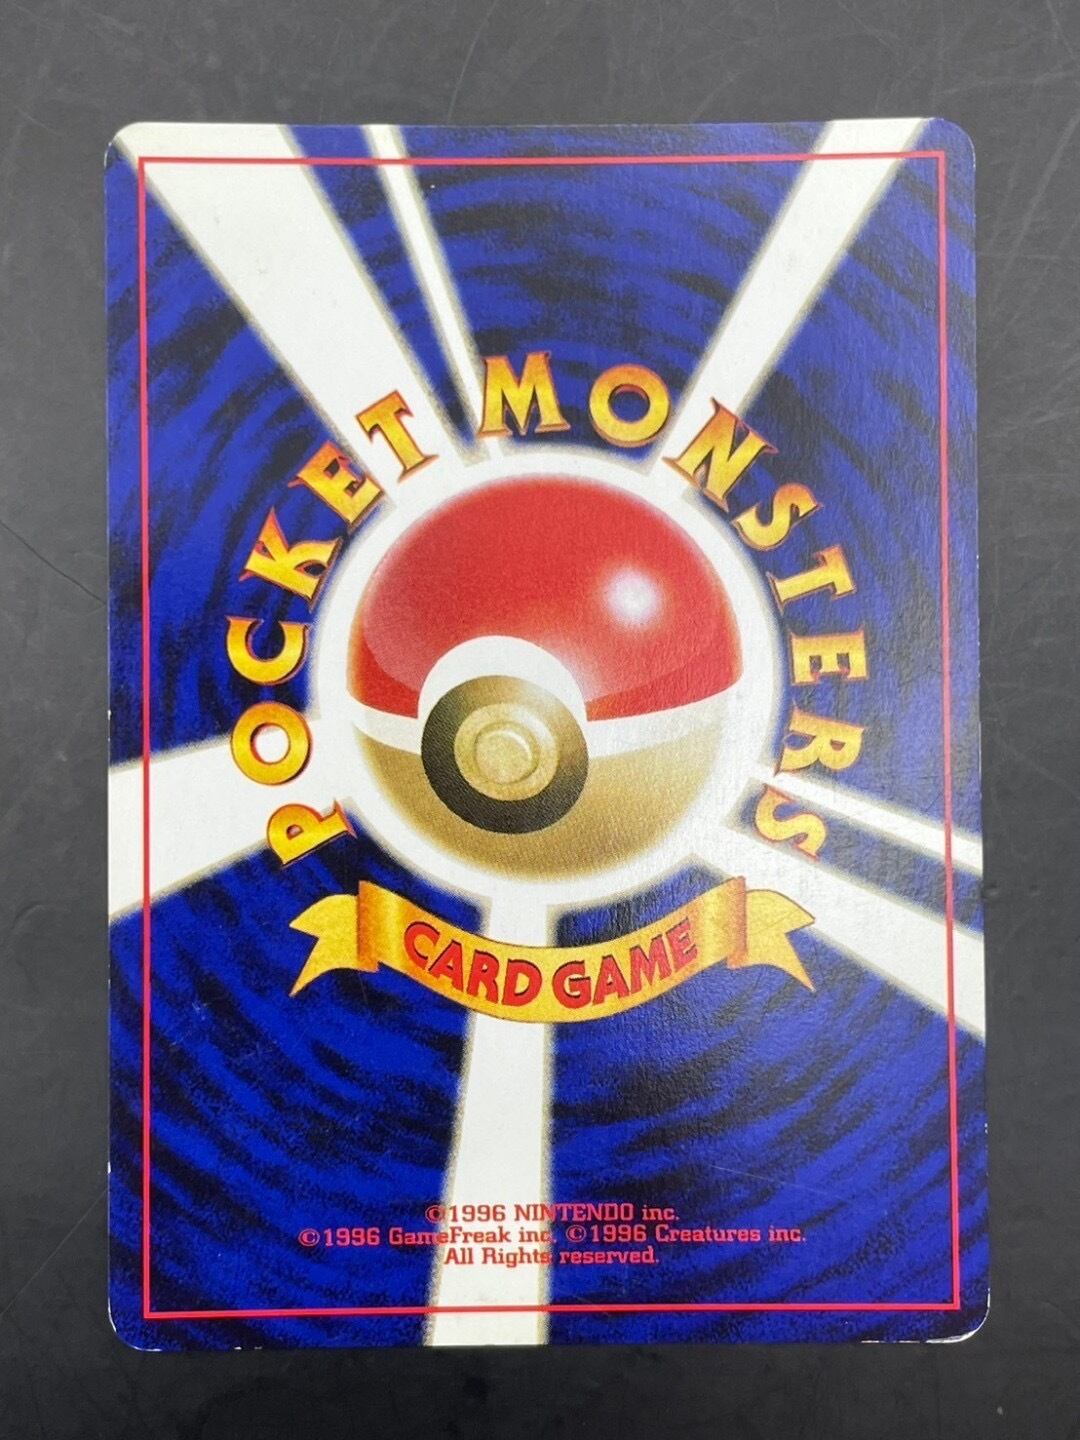 POCKET MONSTERS
CARD GAME
©1996 NINTENDO inc.
©1996 GameFreak inc. ©1996 Creatures inc.
All Rights reserved.